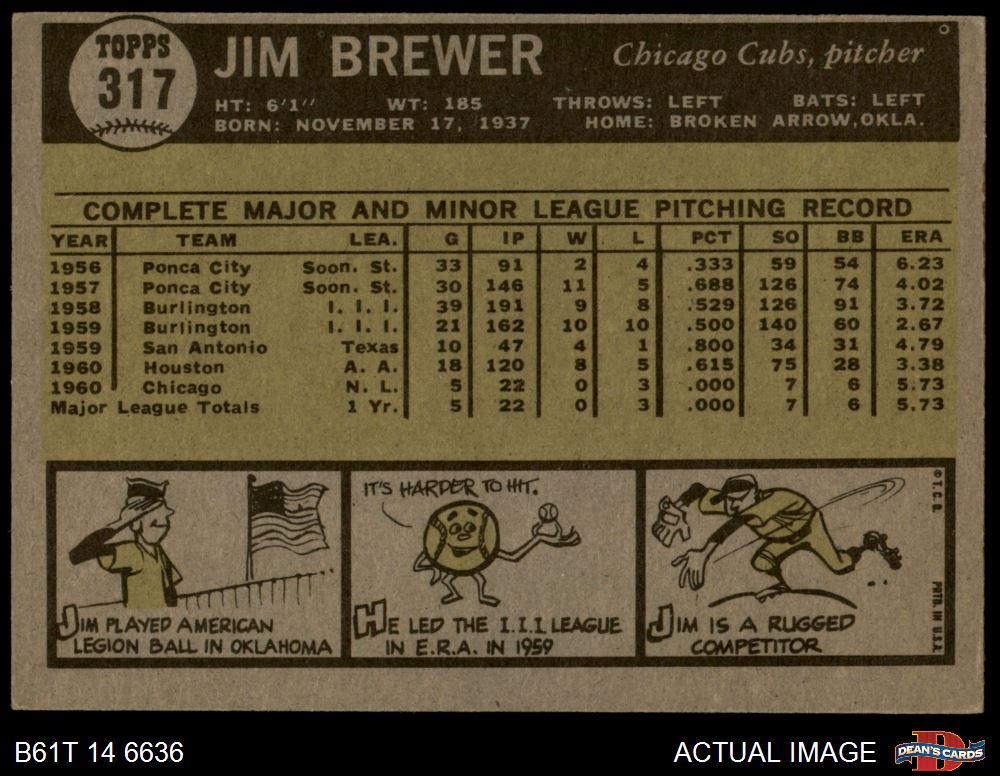 TOPPS
317
JIM BREWER
Chicago Cubs, pitcher
HT: 6'1" WT: 185 THROWS: LEFT BATS: LEFT
BORN: NOVEMBER 17, 1937 HOME: BROKEN ARROW,OKLA.
COMPLETE MAJOR AND MINOR LEAGUE PITCHING RECORD
YEAR TEAM LEA. G IP W L PCT SO BB ERA
1956 Ponca City Soon. St. 33 91 2 4 .333 59 54 6.23
1957 Ponca City Soon. St. 30 146 11 5 .688 126 74 4.02
1958 Burlington I. I. I. 39 191 9 8 .529 126 91 3.72
1959 Burlington I. I. I. 21 162 10 10 .500 140 60 2.67
1959 San Antonio Texas 10 47 4 1 .800 34 31 4.79
1960 Houston A. A. 18 120 8 5 .615 75 28 3.38
1960 Chicago N. L. 5 22 0 3 .000 7 6 5.73
Major League Totals 1 Yr. 5 22 0 3 .000 7 6 5.73
JIM PLAYED AMERICAN
LEGION BALL IN OKLAHOMA
IT'S HARDER TO HIT.
HE LED THE I.I.I. LEAGUE
IN E.R.A. IN 1959
JIM IS A RUGGED
COMPETITOR
© T.C.G.
PRTD. IN U.S.A.
B61T 14 6636
ACTUAL IMAGE
D
DEAN'S CARDS